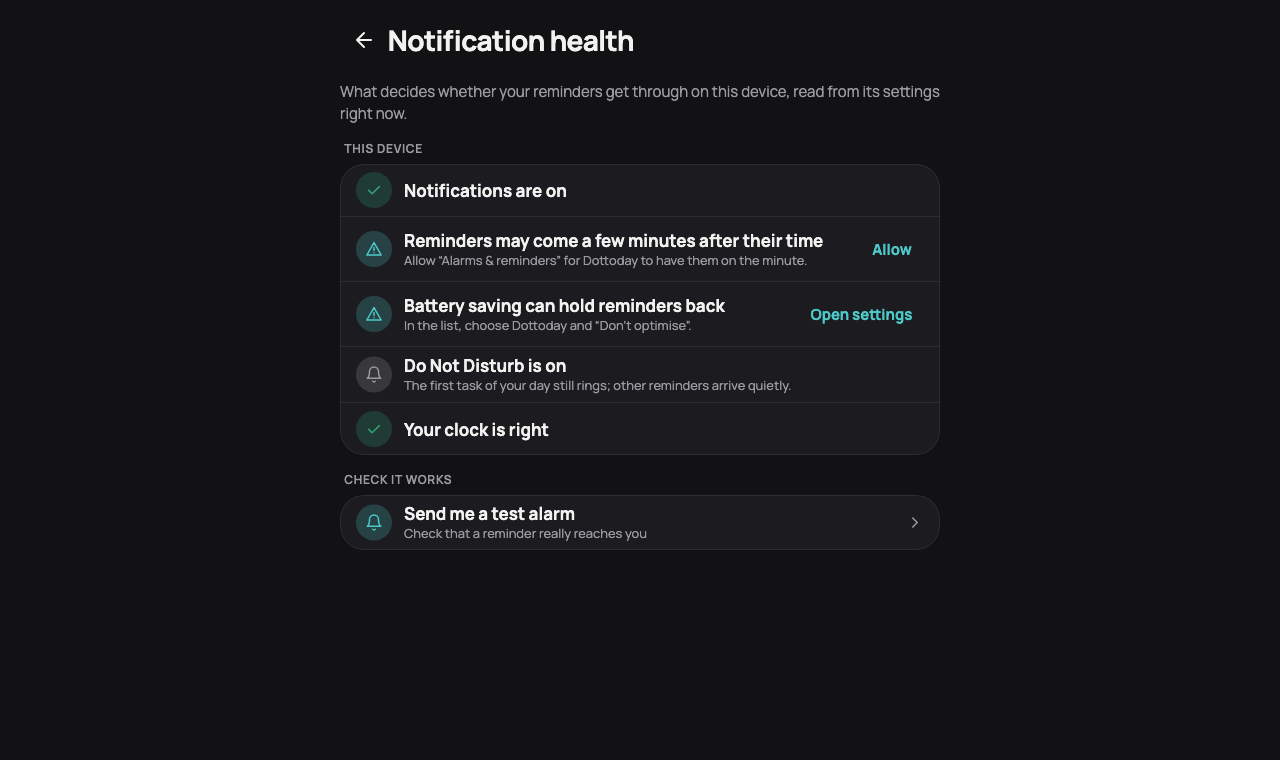 Notification health
What decides whether your reminders get through on this device, read from its settings
right now.
THIS DEVICE
Notifications are on
Reminders may come a few minutes after their time
Allow “Alarms & reminders” for Dottoday to have them on the minute.
Allow
Battery saving can hold reminders back
In the list, choose Dottoday and “Don’t optimise”.
Open settings
Do Not Disturb is on
The first task of your day still rings; other reminders arrive quietly.
Your clock is right
CHECK IT WORKS
Send me a test alarm
Check that a reminder really reaches you